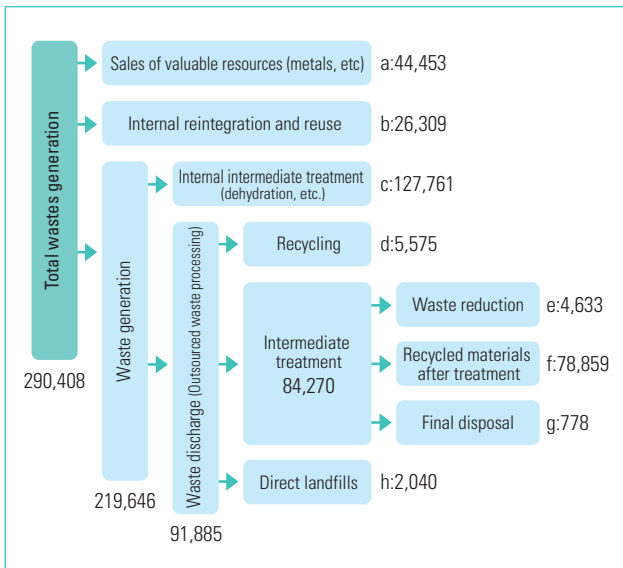 Total wastes generation
290,408
Sales of valuable resources (metals, etc)
a:44,453
Internal reintegration and reuse
b:26,309
Waste generation
219,646
Internal intermediate treatment
(dehydration, etc.)
c:127,761
Waste discharge (Outsourced waste processing)
91,885
Recycling
d:5,575
Intermediate
treatment
84,270
Waste reduction
e:4,633
Recycled materials
after treatment
f:78,859
Final disposal
g:778
Direct landfills
h:2,040